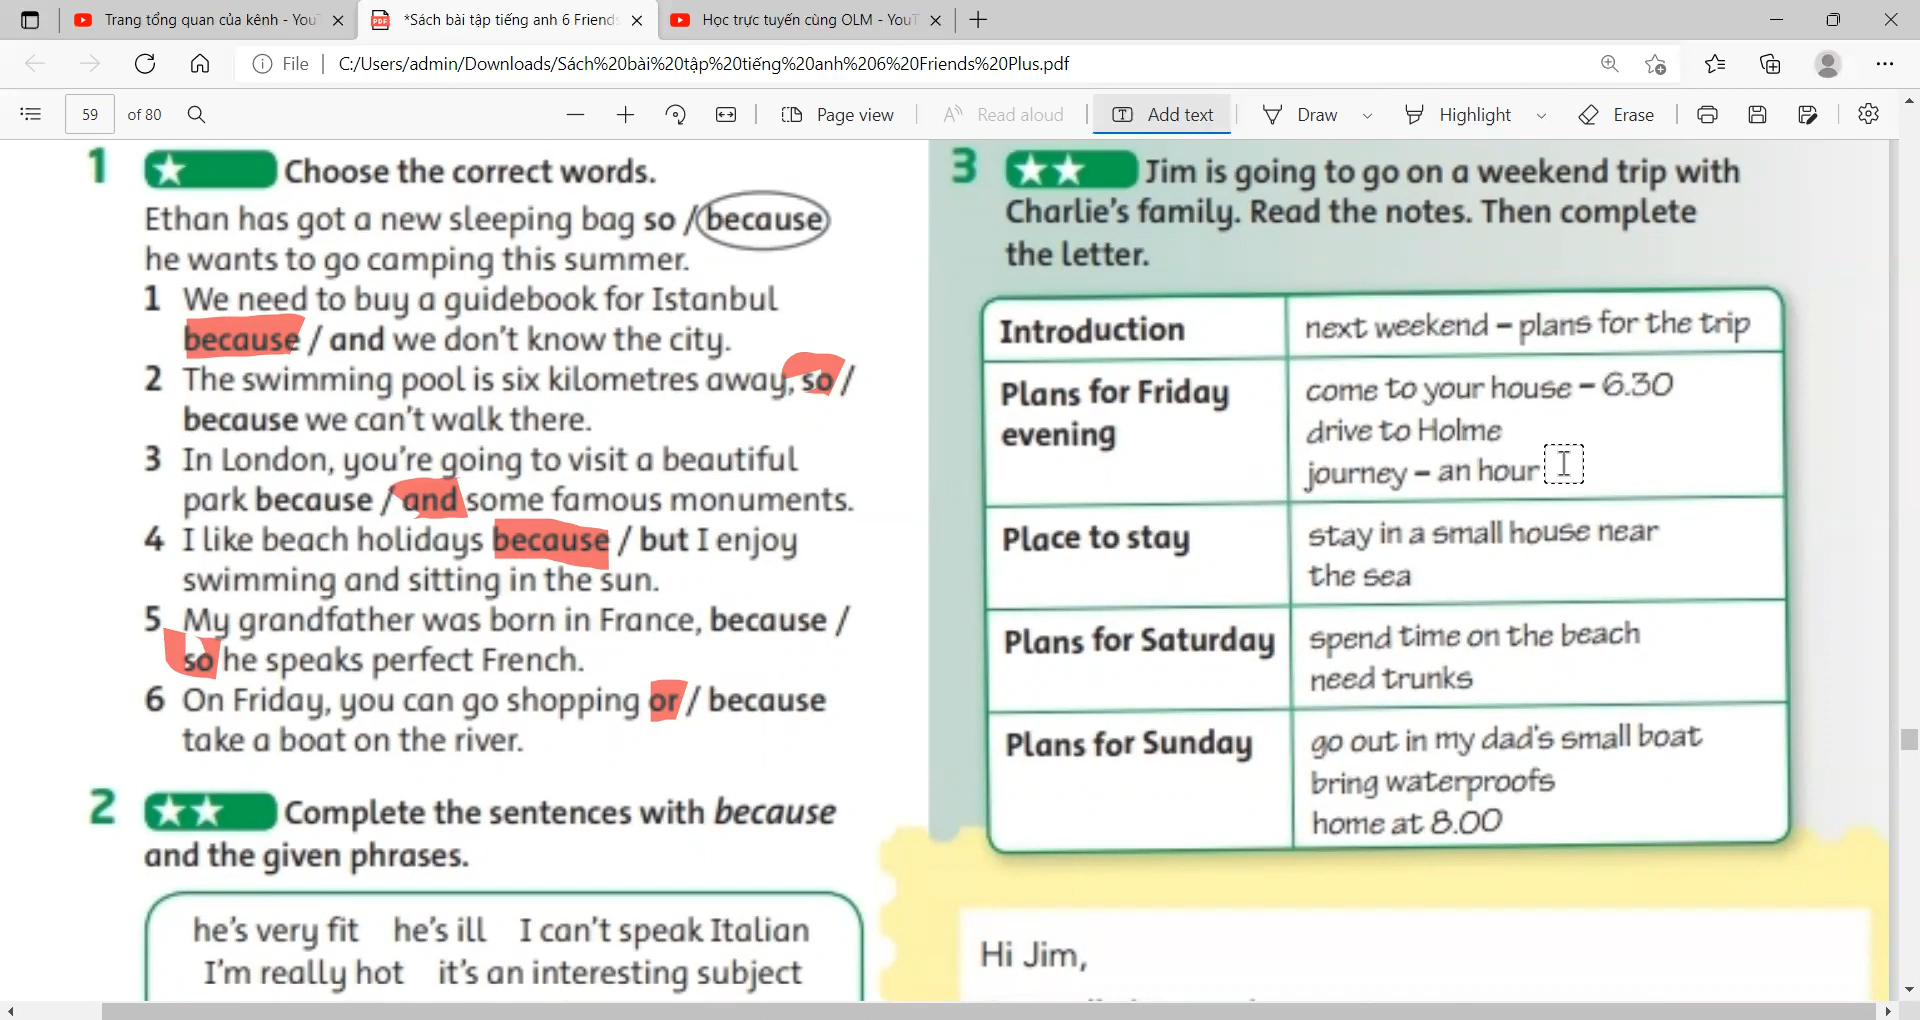 Trang tổng quan của kênh - You
*Sách bài tập tiếng anh 6 Friends
Học trực tuyến cùng OLM - YouT
File
C:/Users/admin/Downloads/Sách%20bài%20tập%20tiếng%20anh%206%20Friends%20Plus.pdf
59 of 80
Page view
Read aloud
Add text
Draw
Highlight
Erase
1 Choose the correct words.
Ethan has got a new sleeping bag so / because
he wants to go camping this summer.
1 We need to buy a guidebook for Istanbul
because / and we don't know the city.
2 The swimming pool is six kilometres away, so /
because we can't walk there.
3 In London, you're going to visit a beautiful
park because / and some famous monuments.
4 I like beach holidays because / but I enjoy
swimming and sitting in the sun.
5 My grandfather was born in France, because /
so he speaks perfect French.
6 On Friday, you can go shopping or / because
take a boat on the river.
2 Complete the sentences with because
and the given phrases.
he's very fit he's ill I can't speak Italian
I'm really hot it's an interesting subject
3 Jim is going to go on a weekend trip with
Charlie's family. Read the notes. Then complete
the letter.
Introduction
next weekend – plans for the trip
Plans for Friday
evening
come to your house – 6.30
drive to Holme
journey – an hour
Place to stay
stay in a small house near
the sea
Plans for Saturday
spend time on the beach
need trunks
Plans for Sunday
go out in my dad's small boat
bring waterproofs
home at 8.00
Hi Jim,